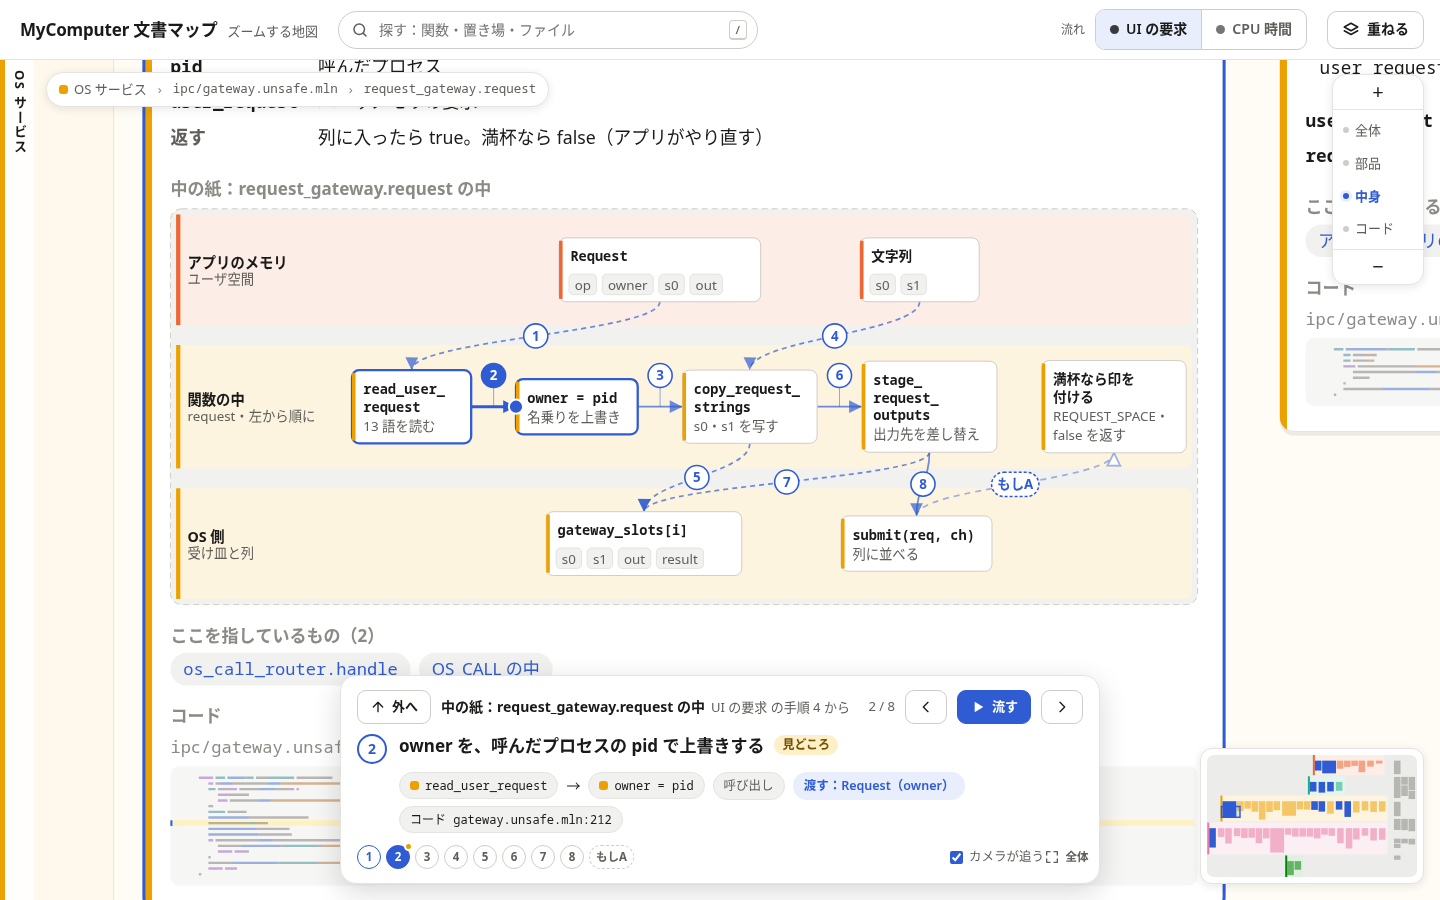 MyComputer 文書マップ ズームする地図
探す：関数・置き場・ファイル /
流れ UI の要求 CPU 時間 重ねる
OS サービス
pid 呼んだプロセス
OS サービス › ipc/gateway.unsafe.mln › request_gateway.request
返す 列に入ったら true。満杯なら false（アプリがやり直す）
中の紙：request_gateway.request の中
アプリのメモリ
ユーザ空間
Request
op owner s0 out
文字列
s0 s1
1
4
2
3
6
関数の中
request・左から順に
read_user_
request
13 語を読む
owner = pid
名乗りを上書き
copy_request_
strings
s0・s1 を写す
stage_
request_
outputs
出力先を差し替え
満杯なら印を
付ける
REQUEST_SPACE・
false を返す
5
7
8
もしA
OS 側
受け皿と列
gateway_slots[i]
s0 s1 out result
submit(req, ch)
列に並べる
ここを指しているもの（2）
os_call_router.handle OS_CALL の中
コード
ipc/gateway.unsaf
user_request
+
全体
部品
中身
コード
−
コード
ipc/gateway.un
外へ 中の紙：request_gateway.request の中 UI の要求 の手順 4 から 2 / 8 流す
2 owner を、呼んだプロセスの pid で上書きする 見どころ
read_user_request → owner = pid 呼び出し 渡す：Request（owner）
コード gateway.unsafe.mln:212
1 2 3 4 5 6 7 8 もしA カメラが追う 全体